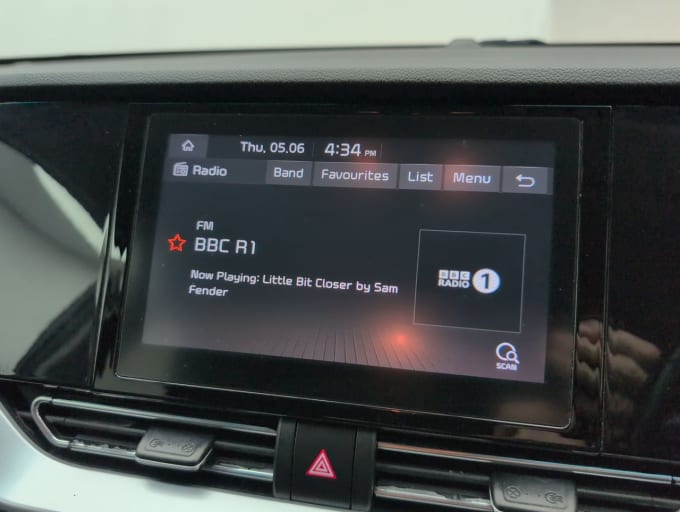 Thu, 05.06 4:34 PM
Radio Band Favourites List Menu
FM
BBC R1
Now Playing: Little Bit Closer by Sam
Fender
BBC
RADIO 1
SCAN